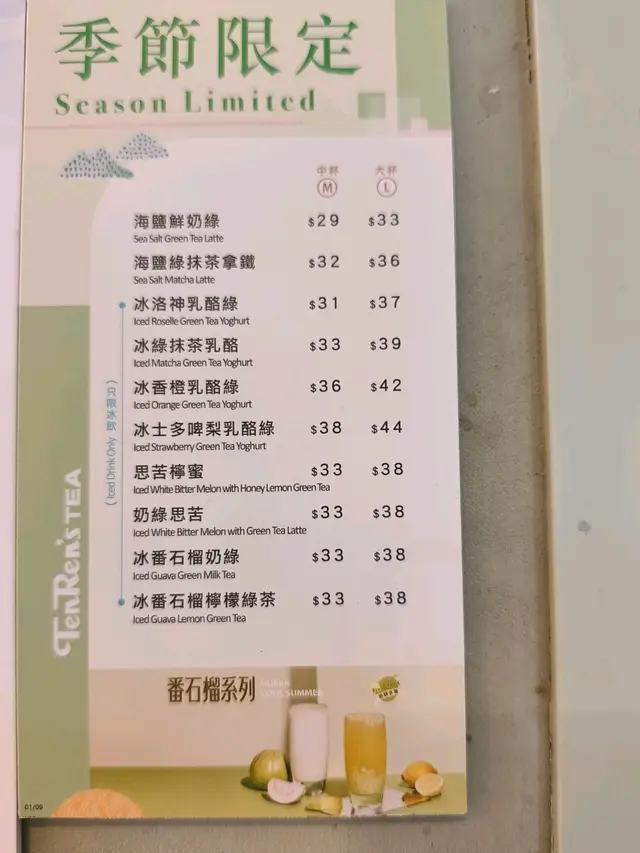 季節限定
Season Limited
中杯 大杯
M L
海鹽鮮奶綠 $29 $33
Sea Salt Green Tea Latte
海鹽綠抹茶拿鐵 $32 $36
Sea Salt Matcha Latte
冰洛神乳酪綠 $31 $37
Iced Roselle Green Tea Yoghurt
冰綠抹茶乳酪 $33 $39
Iced Matcha Green Tea Yoghurt
冰香橙乳酪綠 $36 $42
Iced Orange Green Tea Yoghurt
冰士多啤梨乳酪綠 $38 $44
Iced Strawberry Green Tea Yoghurt
思苦檸蜜 $33 $38
Iced White Bitter Melon with Honey Lemon Green Tea
奶綠思苦 $33 $38
Iced White Bitter Melon with Green Tea Latte
冰番石榴奶綠 $33 $38
Iced Guava Green Milk Tea
冰番石榴檸檬綠茶 $33 $38
Iced Guava Lemon Green Tea
(Iced Drink Only 只限冰飲)
TenRen's TEA
番石榴系列
SUMMER
01/09